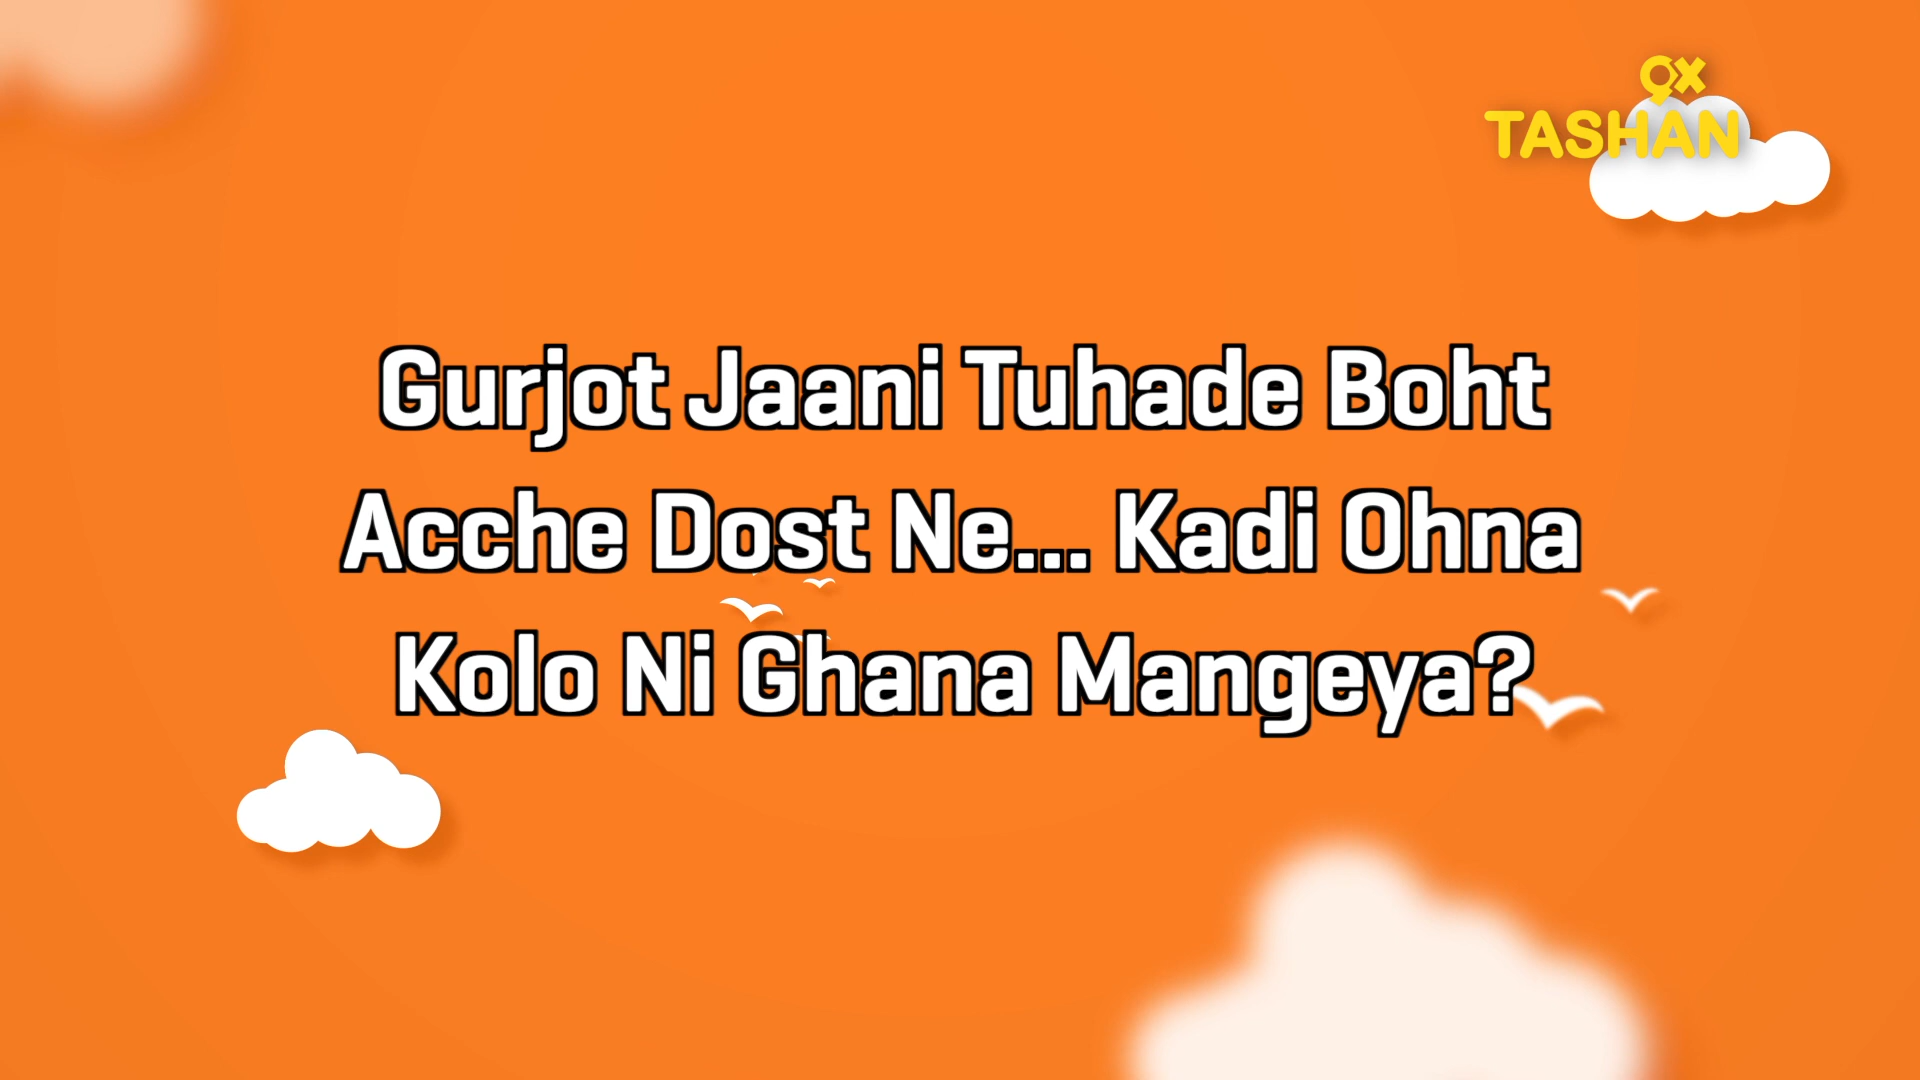 9x
TASHAN
Gurjot Jaani Tuhade Boht
Acche Dost Ne... Kadi Ohna
Kolo Ni Ghana Mangeya?